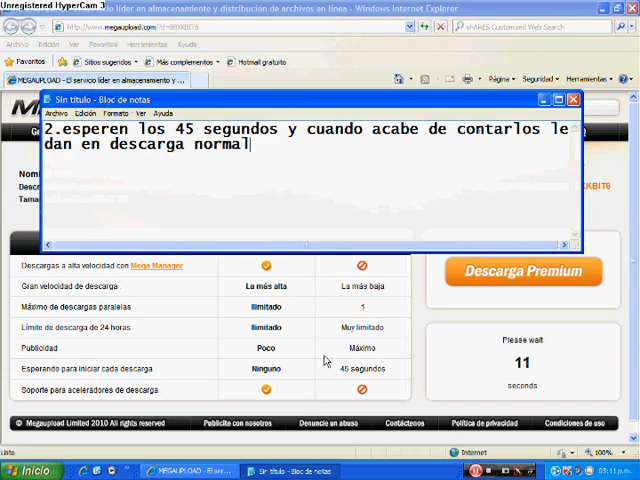 Unregistered HyperCam 3
almacenamiento y distribución de archivos en línea - Windows Internet Explorer
http://www.megaupload.com/?d=
sHARES Customized Web Search
Archivo Edición Favoritos Herramientas Ayuda
Favoritos Sitios sugeridos Más complementos Hotmail gratuito
MEGAUPLOAD - El servicio líder en almacenamiento y ...
Página Seguridad Herramientas
Sin título - Bloc de notas
Archivo Edición Formato Ver Ayuda
2.esperen los 45 segundos y cuando acabe de contarlos le
dan en descarga normal
Descargas a alta velocidad con Mega Manager
Gran velocidad de descarga La más alta La más baja
Máximo de descargas paralelas Ilimitado 1
Límite de descarga de 24 horas Ilimitado Muy limitado
Publicidad Poco Máximo
Esperando para iniciar cada descarga Ninguno 45 segundos
Soporte para aceleradores de descarga
Descarga Premium
Please wait
11
seconds
© Megaupload Limited 2010 All rights reserved Publicite con nosotros Denuncie un abuso Contáctenos Política de privacidad Condiciones de uso
Listo Internet 100%
Inicio MEGAUPLOAD - El serv... Sin título - Bloc de notas ES 03:11 p.m.